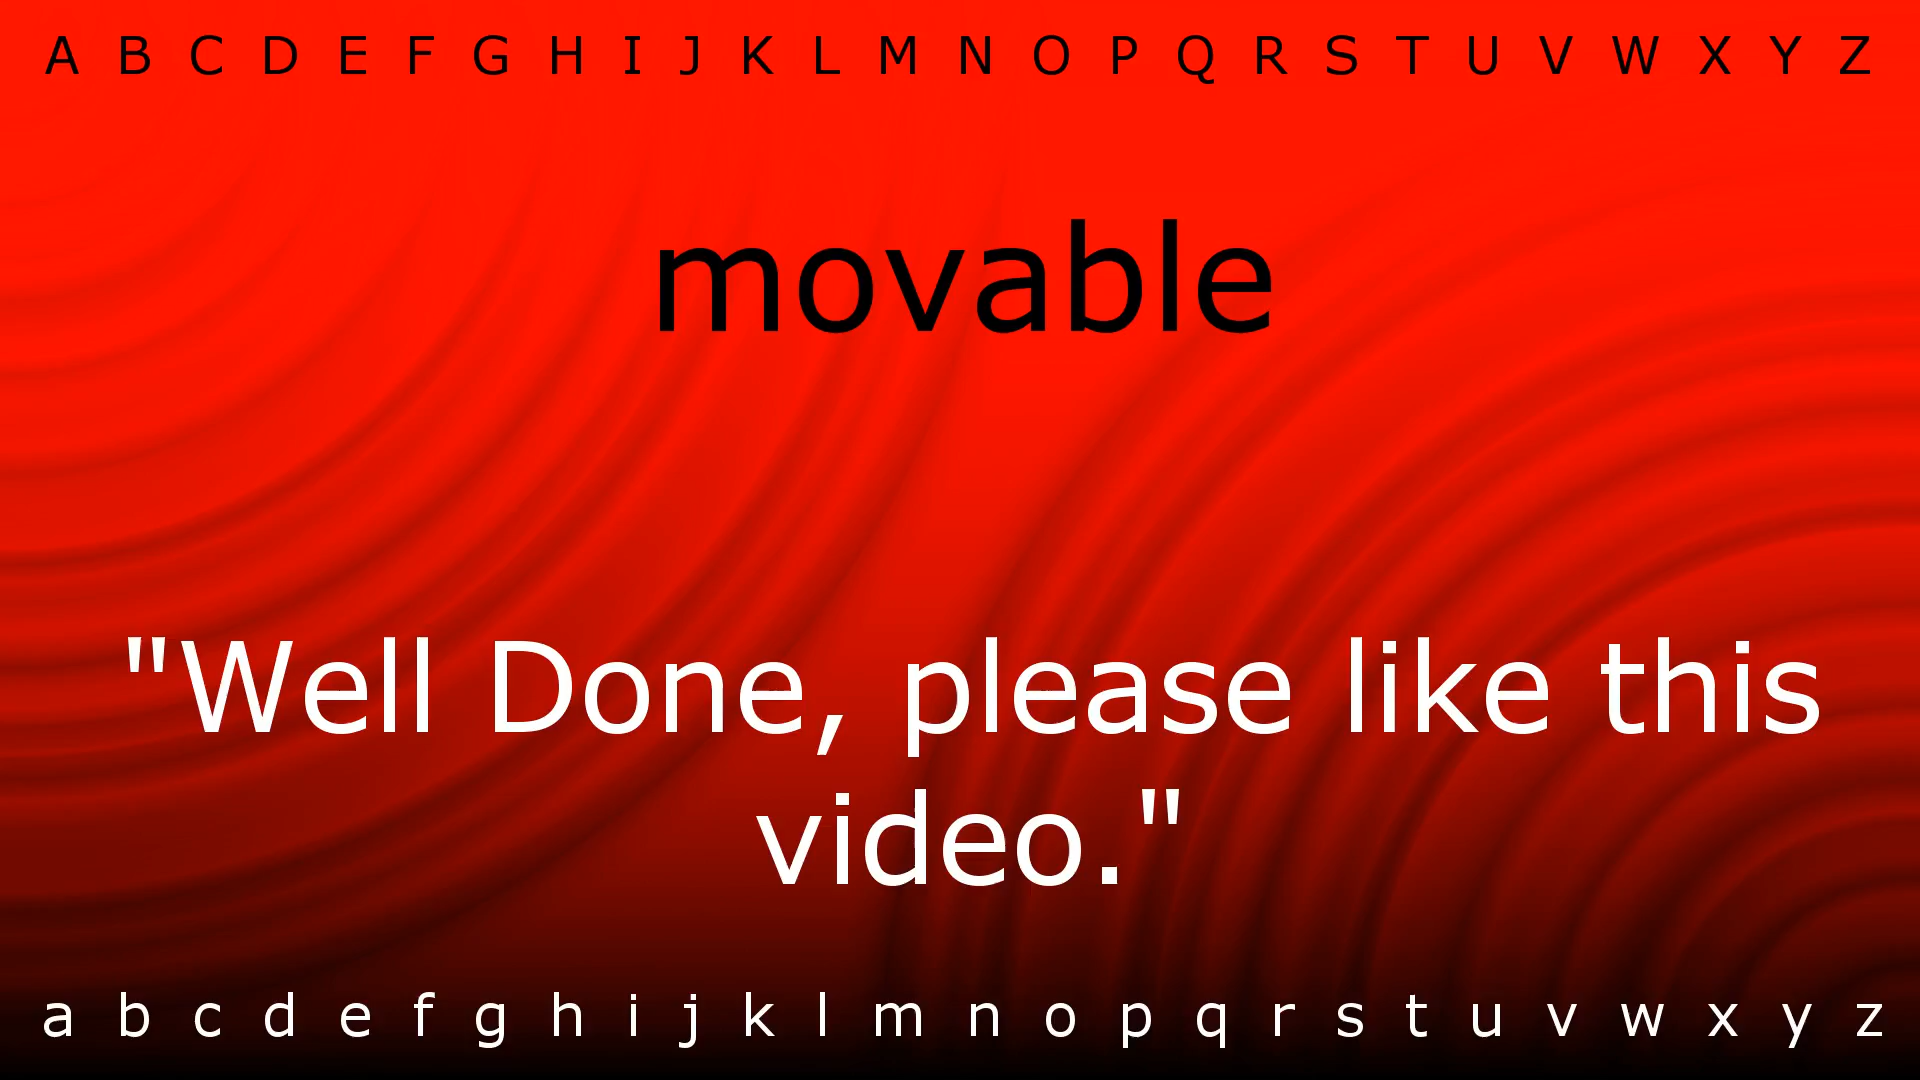 A B C D E F G H I J K L M N O P Q R S T U V W X Y Z
movable
"Well Done, please like this
video."
a b c d e f g h i j k l m n o p q r s t u v w x y z